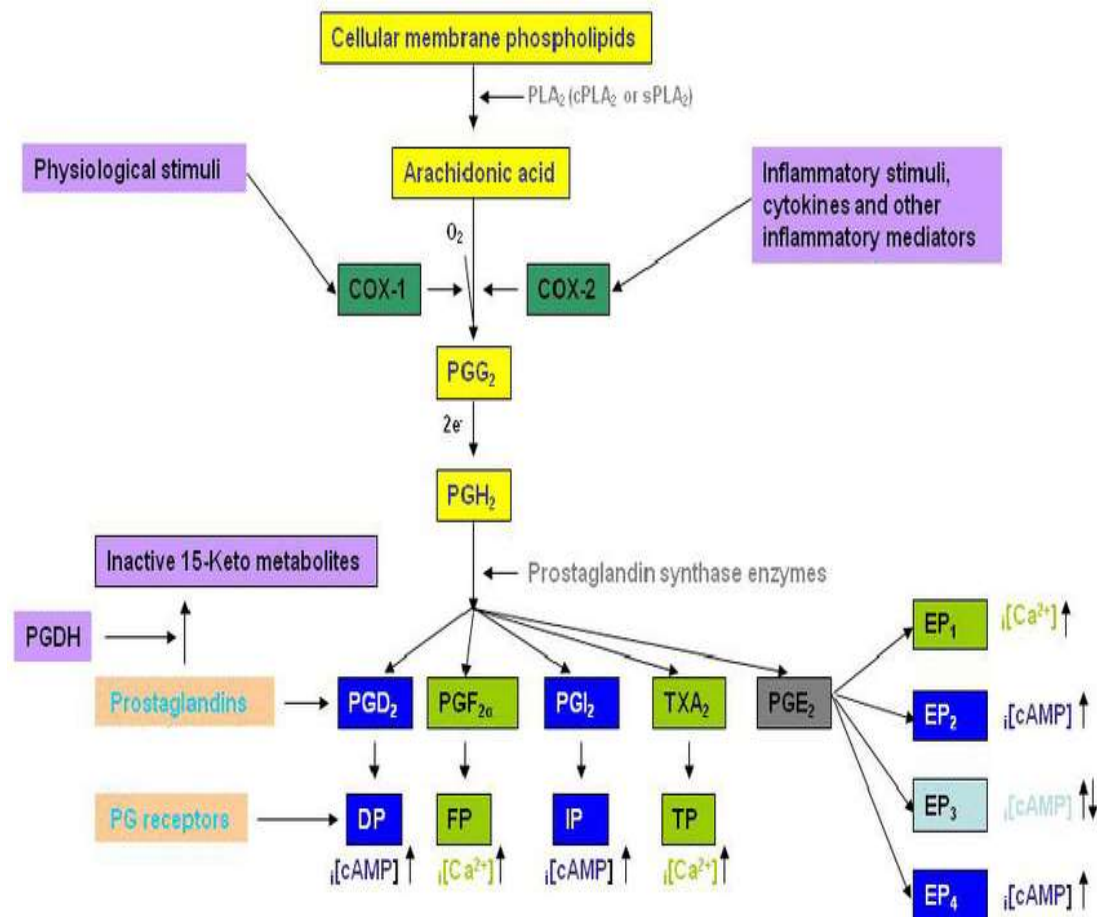 Cellular membrane phospholipids
PLA₂ (cPLA₂ or sPLA₂)
Physiological stimuli
Arachidonic acid
Inflammatory stimuli,
cytokines and other
inflammatory mediators
O₂
COX-1
COX-2
PGG₂
2e⁻
PGH₂
Inactive 15-Keto metabolites
Prostaglandin synthase enzymes
PGDH
EP₁ ᵢ[Ca²⁺]
Prostaglandins
PGD₂ PGF₂α PGI₂ TXA₂ PGE₂
EP₂ ᵢ[cAMP]
EP₃ ᵢ[cAMP]
PG receptors
DP FP IP TP
ᵢ[cAMP] ᵢ[Ca²⁺] ᵢ[cAMP] ᵢ[Ca²⁺]
EP₄ ᵢ[cAMP]